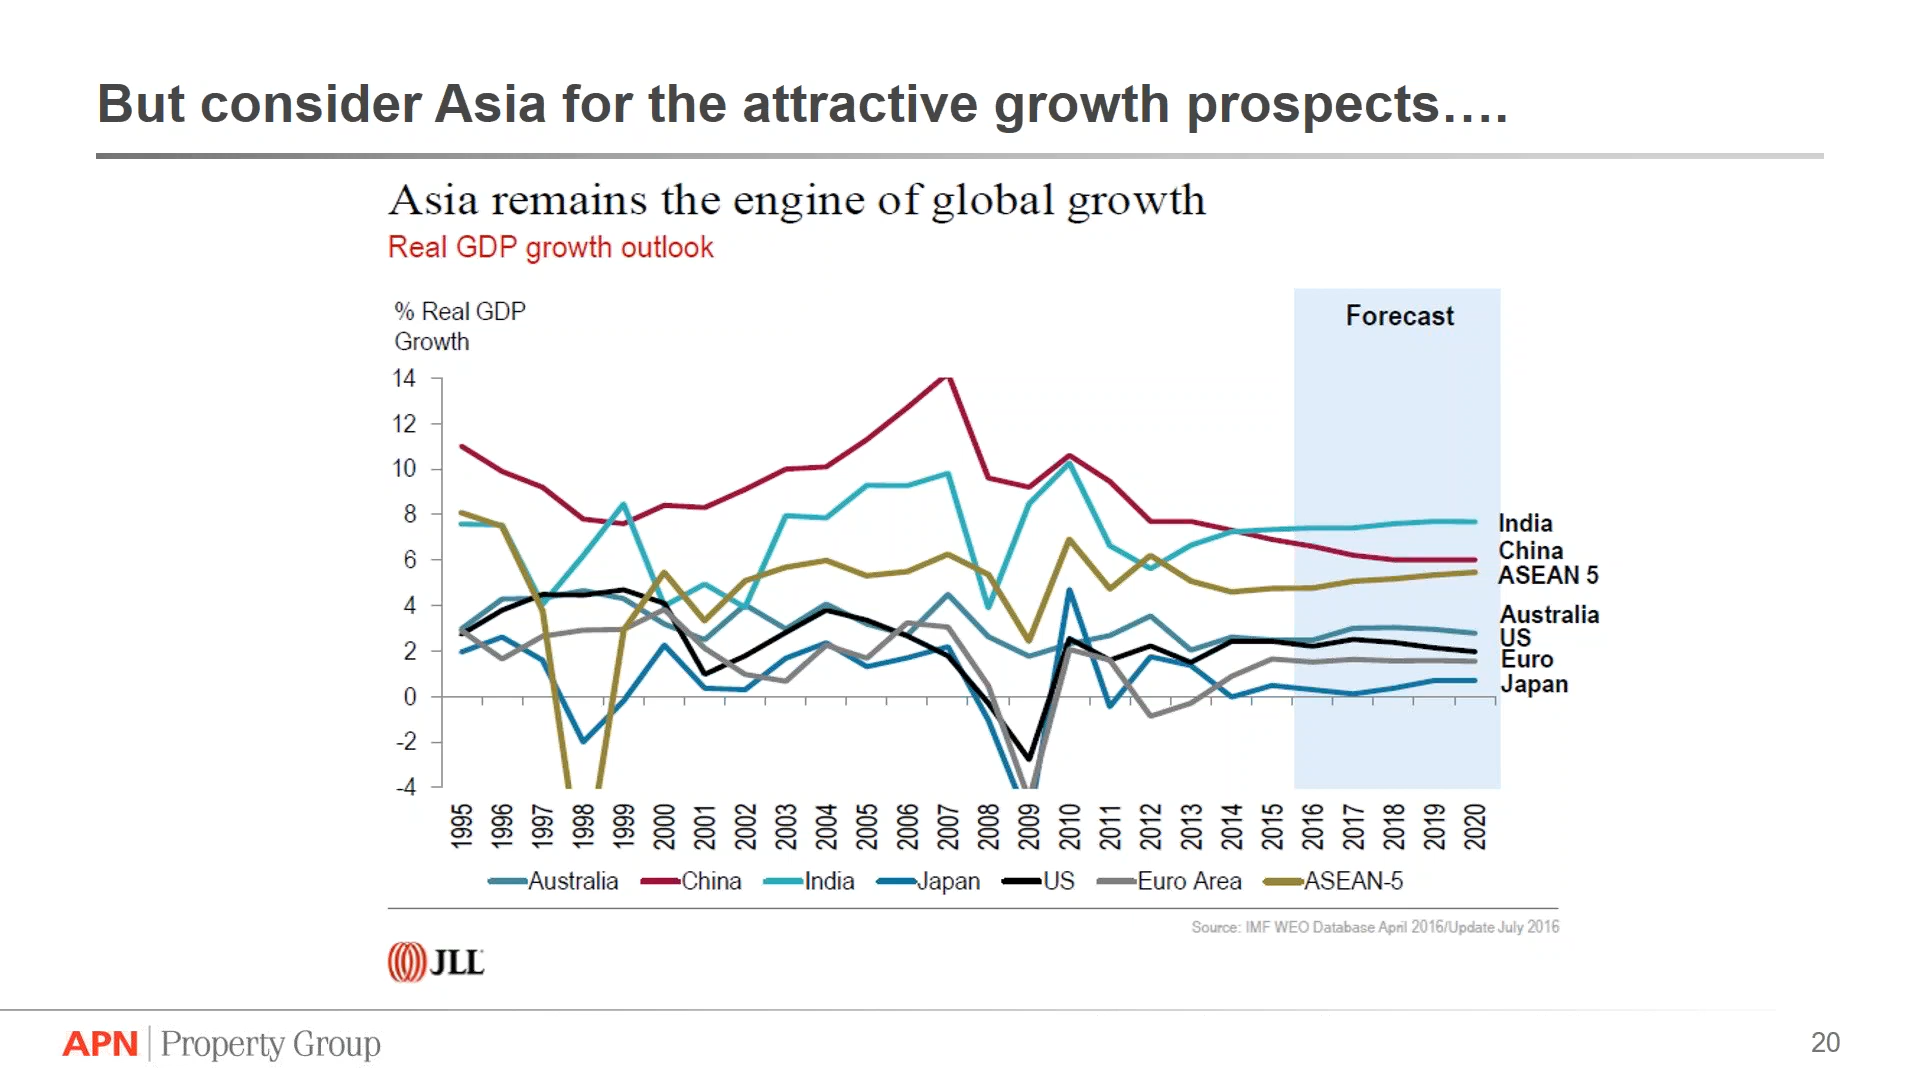 But consider Asia for the attractive growth prospects….
Asia remains the engine of global growth
Real GDP growth outlook
% Real GDP
Growth
Forecast
14
12
10
8
6
4
2
0
-2
-4
India
China
ASEAN 5
Australia
US
Euro
Japan
1995 1996 1997 1998 1999 2000 2001 2002 2003 2004 2005 2006 2007 2008 2009 2010 2011 2012 2013 2014 2015 2016 2017 2018 2019 2020
Australia China India Japan US Euro Area ASEAN-5
Source: IMF WEO Database April 2016/Update July 2016
JLL
APN Property Group
20